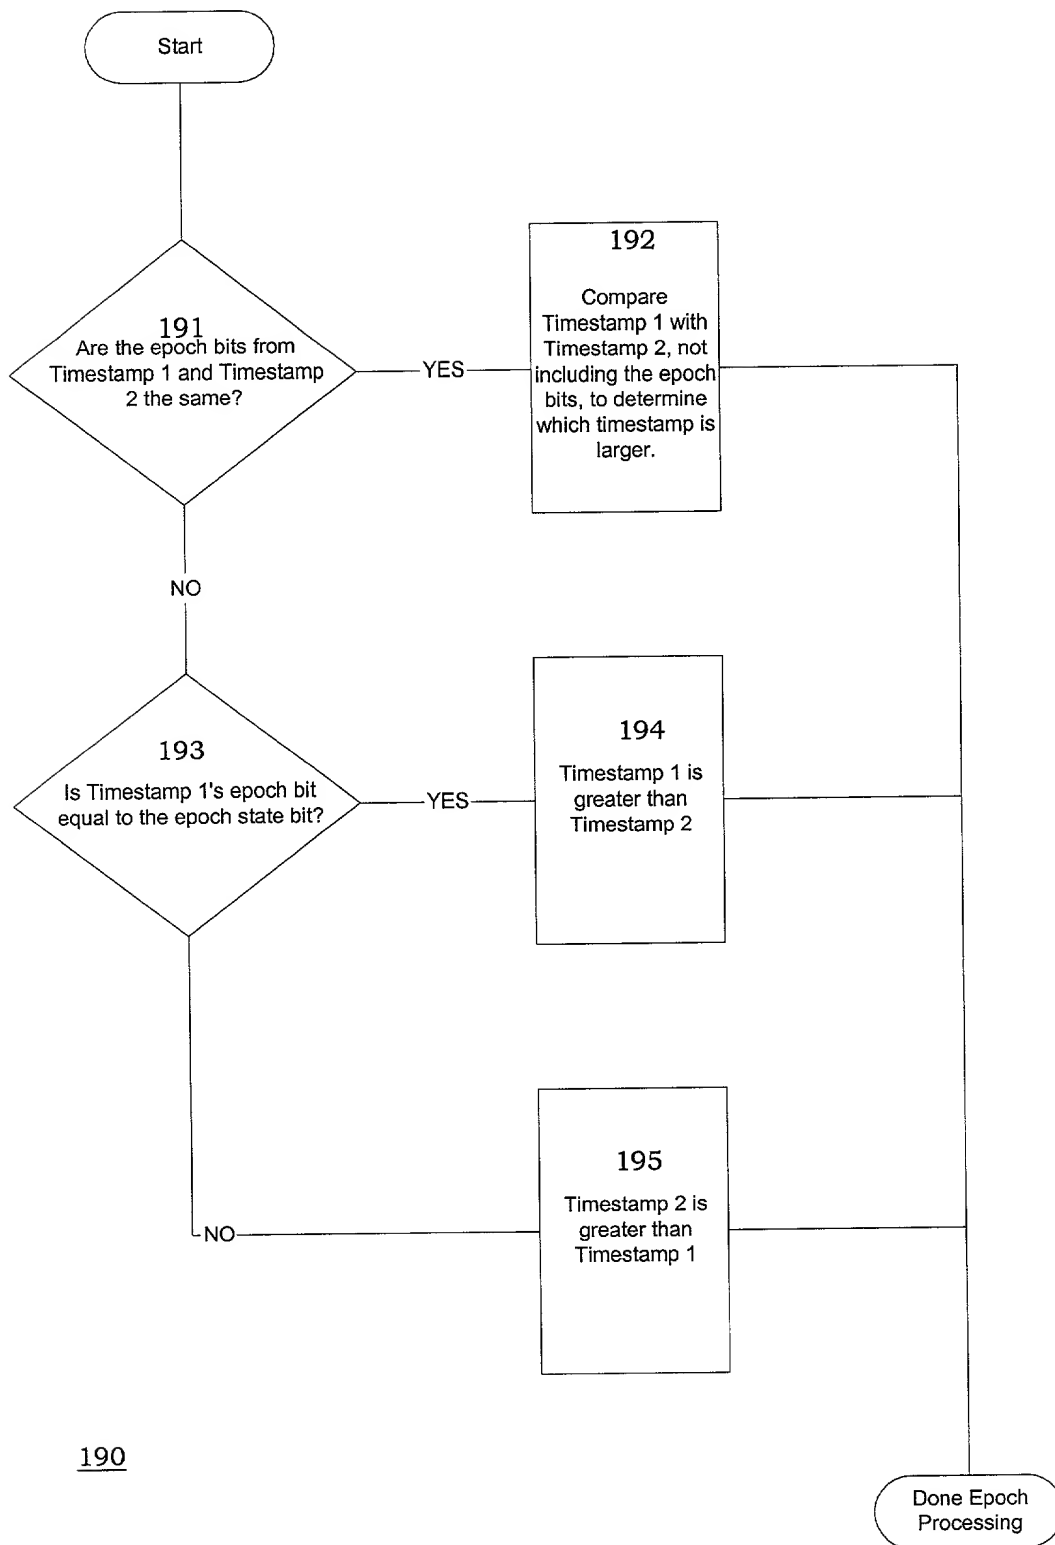 Start
191
Are the epoch bits from
Timestamp 1 and Timestamp
2 the same?
YES
192
Compare
Timestamp 1 with
Timestamp 2, not
including the epoch
bits, to determine
which timestamp is
larger.
NO
193
Is Timestamp 1's epoch bit
equal to the epoch state bit?
YES
194
Timestamp 1 is
greater than
Timestamp 2
NO
195
Timestamp 2 is
greater than
Timestamp 1
190
Done Epoch
Processing